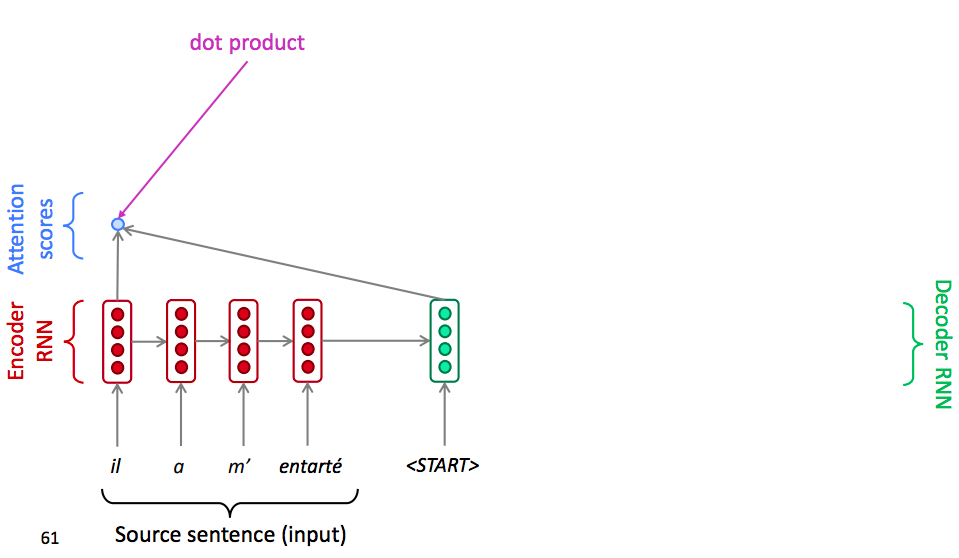 dot product
Attention
scores
Encoder
RNN
Decoder RNN
il a m’ entarté <START>
Source sentence (input)
61